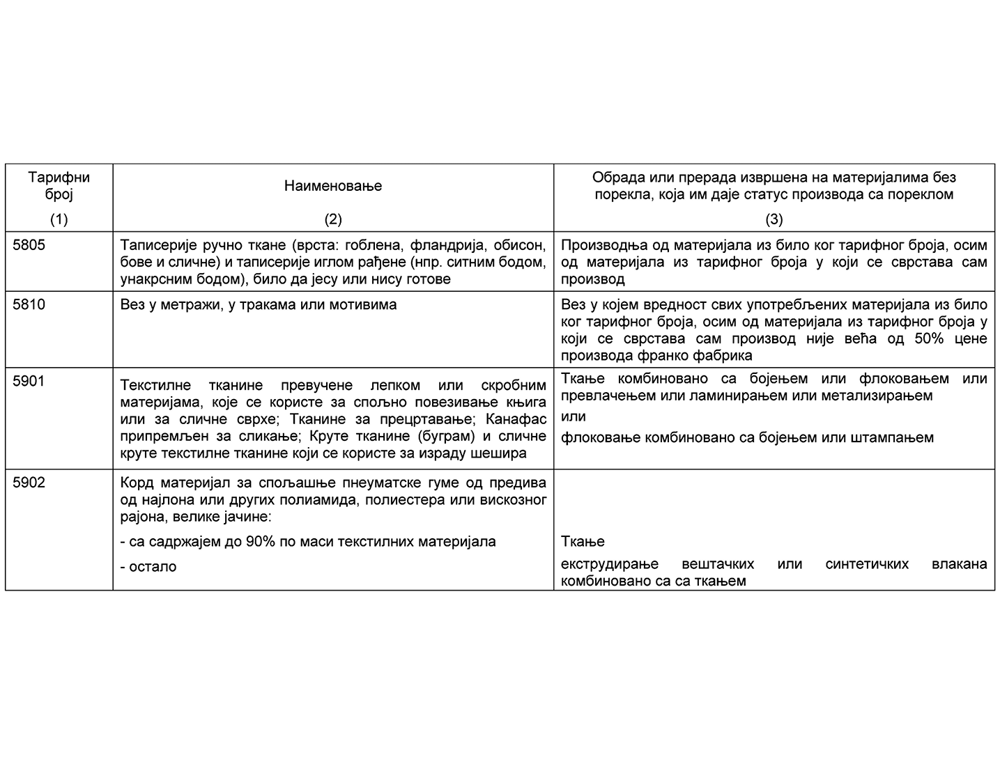 Тарифни
број
(1)
Наименовање
(2)
Обрада или прерада извршена на материјалима без
порекла, која им даје статус производа са пореклом
(3)
5805
Таписерије ручно ткане (врста: гоблена, фландрија, обисон,
бове и сличне) и таписерије иглом рађене (нпр. ситним бодом,
унакрсним бодом), било да јесу или нису готове
Производња од материјала из било ког тарифног броја, осим
од материјала из тарифног броја у који се сврстава сам
производ
5810
Вез у метражи, у тракама или мотивима
Вез у којем вредност свих употребљених материјала из било
ког тарифног броја, осим од материјала из тарифног броја у
који се сврстава сам производ није већа од 50% цене
производа франко фабрика
5901
Текстилне тканине превучене лепком или скробним
материјама, које се користе за спољно повезивање књига
или за сличне сврхе; Тканине за прецртавање; Канафас
припремљен за сликање; Круте тканине (буграм) и сличне
круте текстилне тканине који се користе за израду шешира
Ткање комбиновано са бојењем или флоковањем или
превлачењем или ламинирањем или метализирањем
или
флоковање комбиновано са бојењем или штампањем
5902
Корд материјал за спољашње пнеуматске гуме од предива
од најлона или других полиамида, полиестера или вискозног
рајона, велике јачине:
- са садржајем до 90% по маси текстилних материјала
- остало
Ткање
екструдирање вештачких или синтетичких влакана
комбиновано са са ткањем